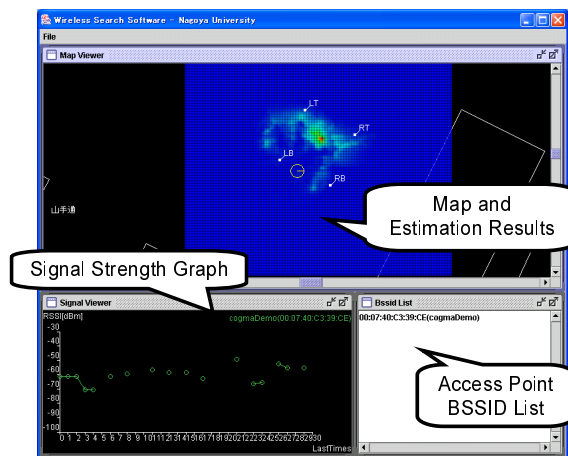 Wireless Search Software - Nagoya University
File
Map Viewer
LT
RT
LB
RB
山手通
Map and
Estimation Results
Signal Strength Graph
Signal Viewer
Bssid List
RSSI[dBm]
cogmaDemo(00:07:40:C3:39:CE)
00:07:40:C3:39:CE(cogmaDemo)
-30
-40
-50
-60
-70
-80
-90
-100
0 1 2 3 4 5 6 7 8 9 10 11 12 13 14 15 16 17 18 19 20 21 22 23 24 25 26 27 28 29 30
LastTimes
Access Point
BSSID List